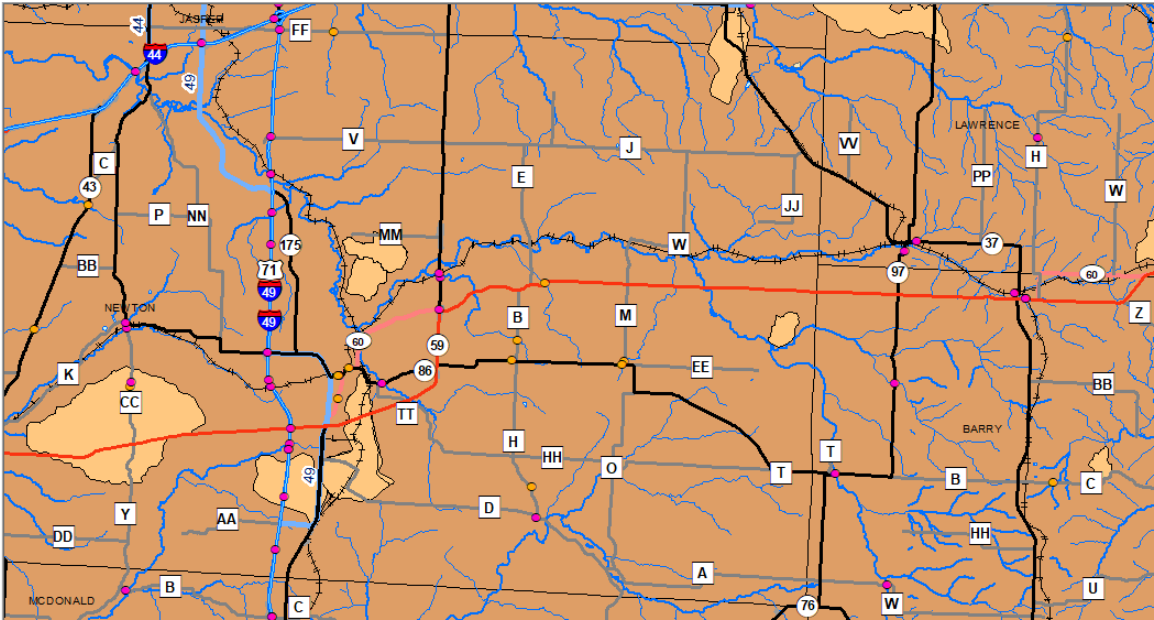 JASPER
44
FF
44
49
LAWRENCE
V
J
VV
H
C
E
PP
W
43
P
NN
JJ
MM
175
W
37
BB
71
97
60
49
NEWTON
B
M
Z
49
60
59
K
86
EE
BB
CC
TT
BARRY
H
HH
O
T
T
B
C
49
D
Y
AA
DD
HH
A
B
U
MCDONALD
C
76
W